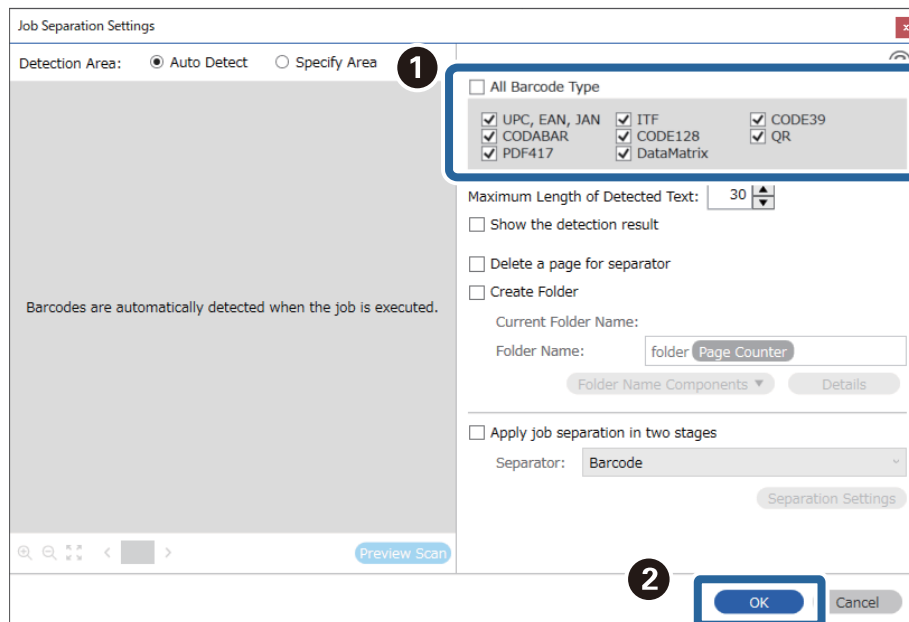 Job Separation Settings
x
Detection Area: Auto Detect Specify Area
1
All Barcode Type
UPC, EAN, JAN ITF CODE39
CODABAR CODE128 QR
PDF417 DataMatrix
Maximum Length of Detected Text: 30
Show the detection result
Delete a page for separator
Barcodes are automatically detected when the job is executed.
Create Folder
Current Folder Name:
Folder Name: folder Page Counter
Folder Name Components ▼ Details
Apply job separation in two stages
Separator: Barcode
Separation Settings
Preview Scan
2
OK Cancel